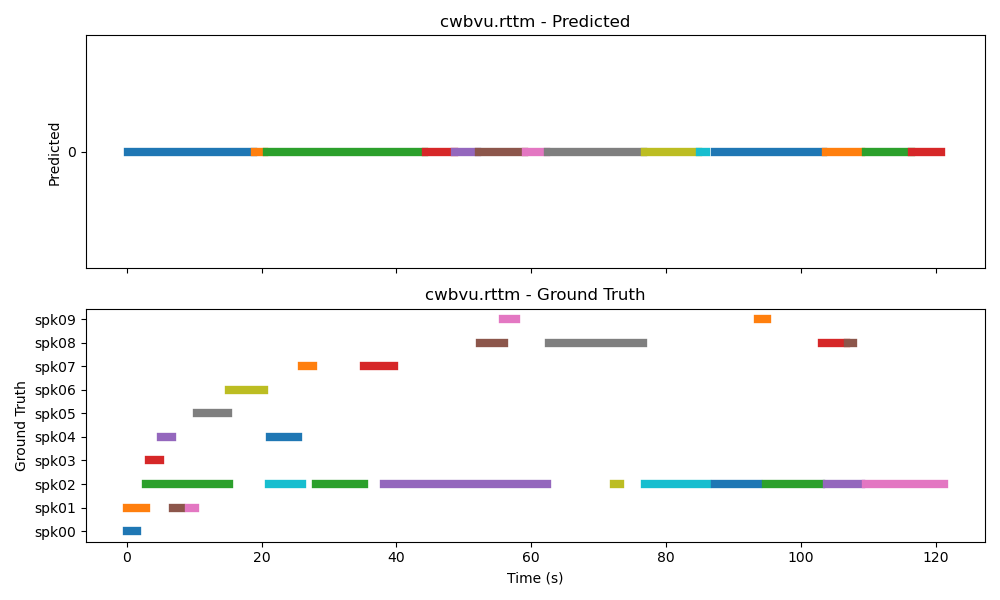 cwbvu.rttm - Predicted
Predicted
0
cwbvu.rttm - Ground Truth
Ground Truth
spk09
spk08
spk07
spk06
spk05
spk04
spk03
spk02
spk01
spk00
0 20 40 60 80 100 120
Time (s)